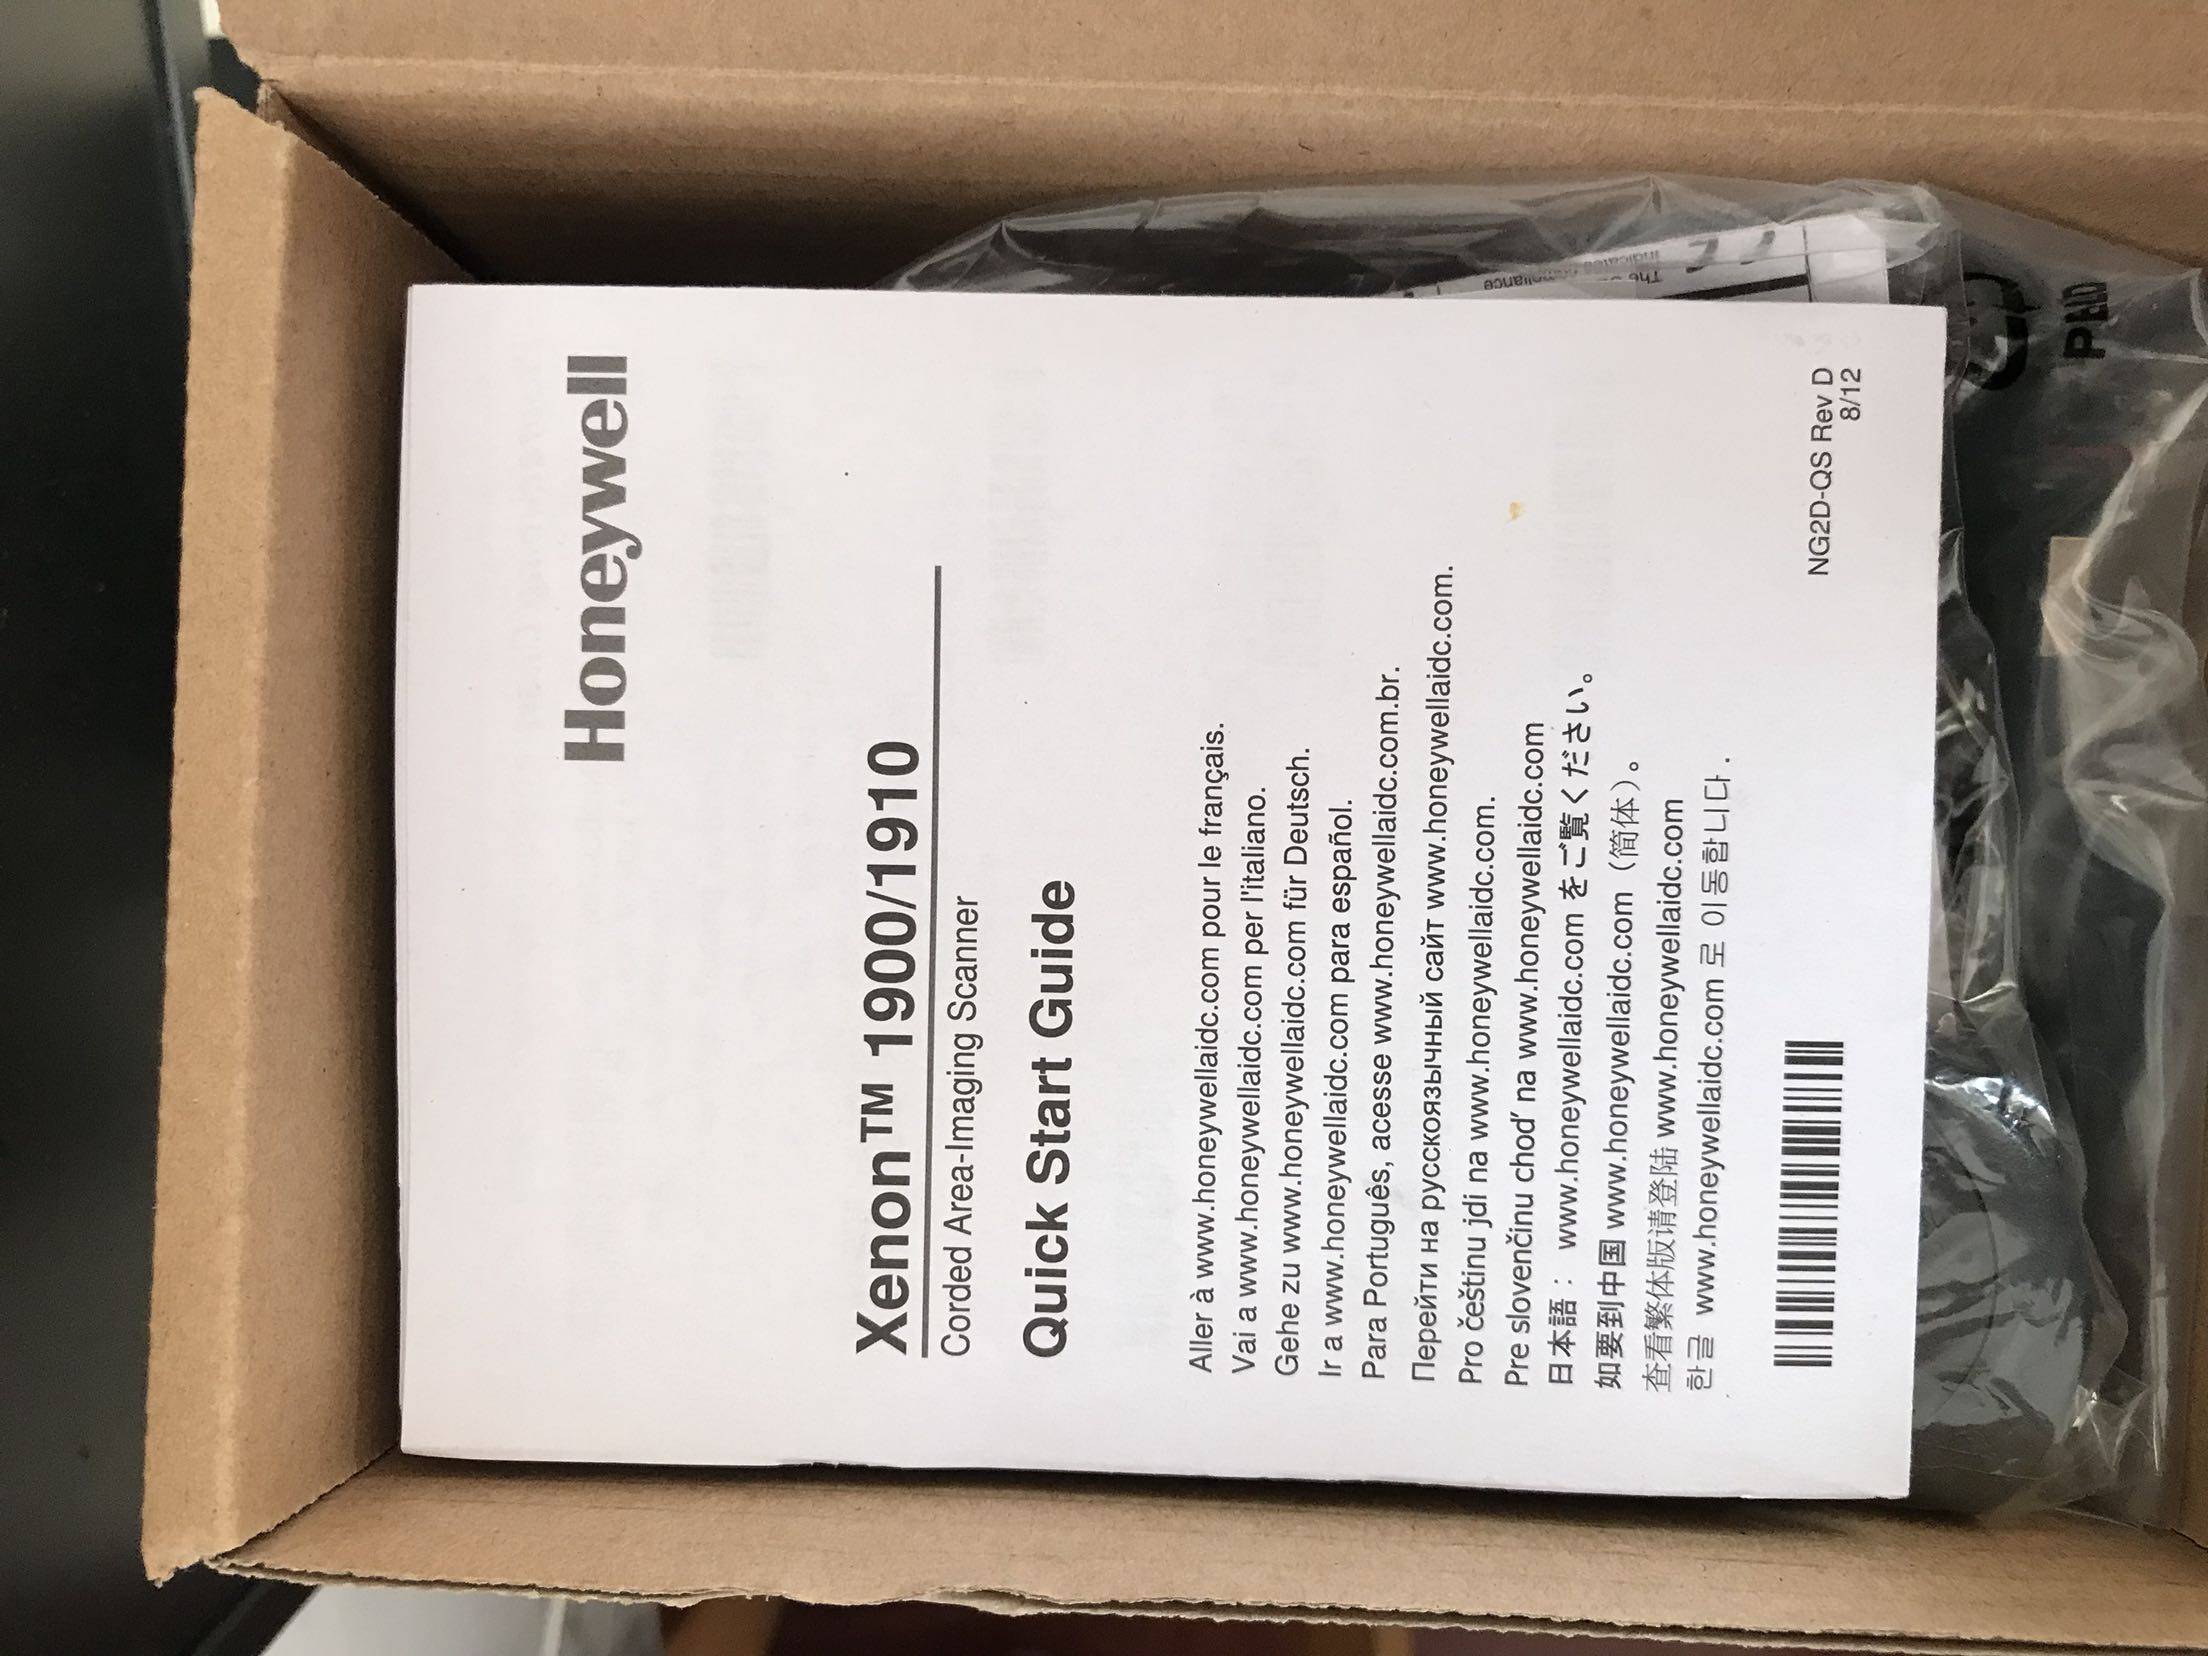 Honeywell
Xenon™ 1900/1910
Corded Area-Imaging Scanner
Quick Start Guide
Aller à www.honeywellaidc.com pour le français.
Vai a www.honeywellaidc.com per l'italiano.
Gehe zu www.honeywellaidc.com für Deutsch.
Ir a www.honeywellaidc.com para español.
Para Português, acesse www.honeywellaidc.com.br.
Перейти на русскоязычный сайт www.honeywellaidc.com.
Pro češtinu jdi na www.honeywellaidc.com.
Pre slovenčinu choď na www.honeywellaidc.com
日本語： www.honeywellaidc.com をご覧ください。
如要到中国 www.honeywellaidc.com（简体）。
查看繁体版请登陆 www.honeywellaidc.com
한글 www.honeywellaidc.com 로 이동합니다.
NG2D-QS Rev D
8/12
The
indicates compliance